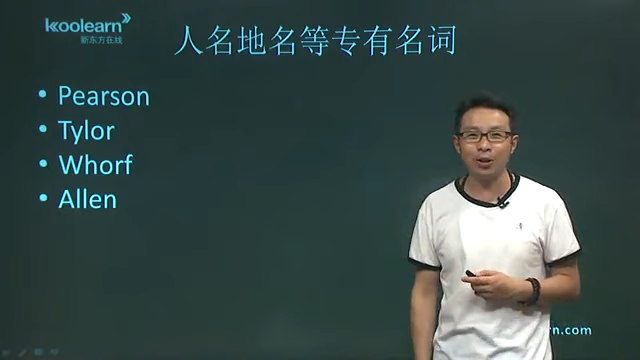 koolearn
新东方在线
人名地名等专有名词
• Pearson
• Tylor
• Whorf
• Allen
rn.com